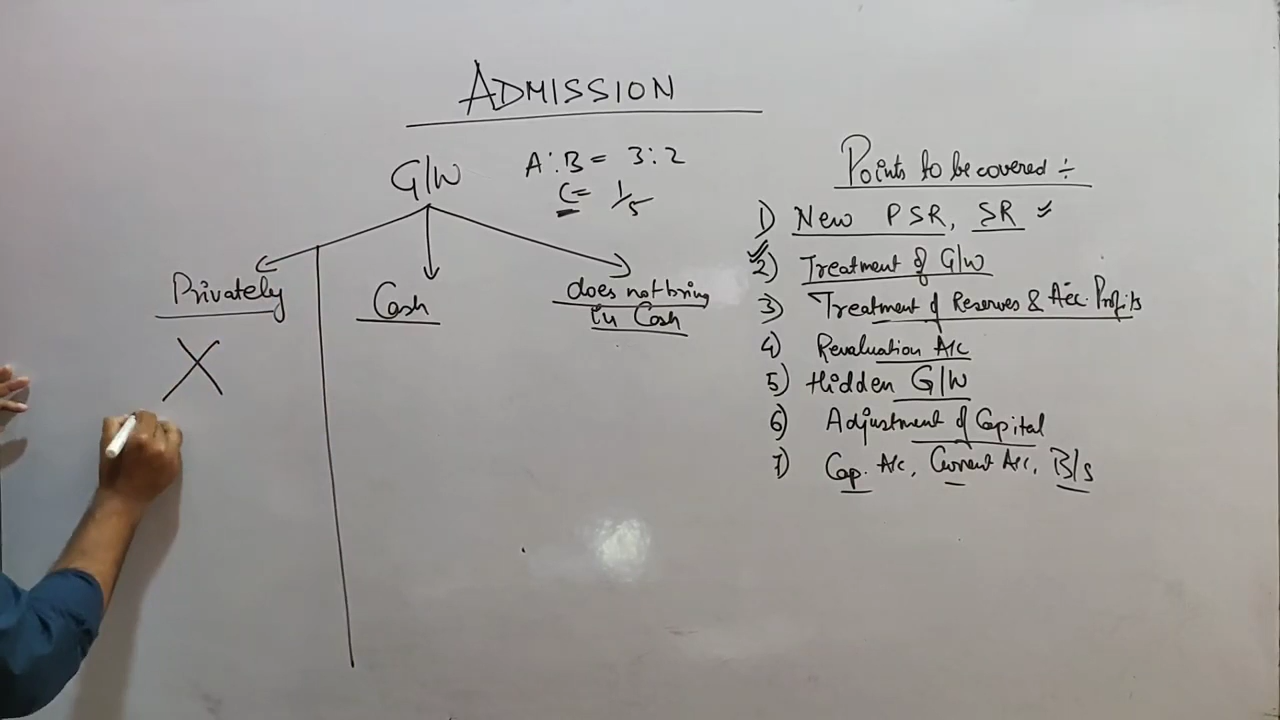 ADMISSION
G/W
A:B = 3:2
C= 1/5
Privately
Cash
does not bring
in Cash
X
Points to be covered ÷
1) New PSR, SR ✓
✓ 2) Treatment of G/W
3) Treatment of Reserves & Acc. Profits
4) Revaluation A/c
5) Hidden G/W
6) Adjustment of Capital
7) Cap. A/c, Current A/c, B/s